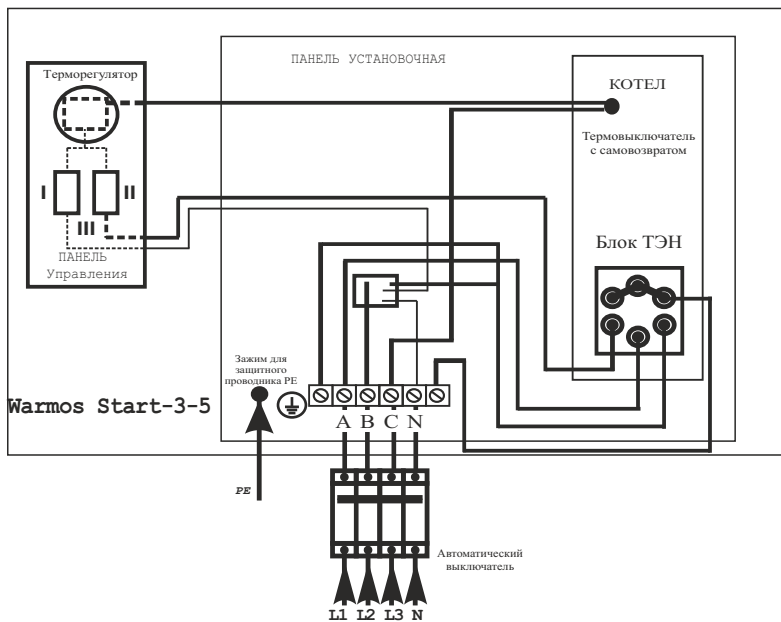 ПАНЕЛЬ УСТАНОВОЧНАЯ
Терморегулятор
КОТЕЛ
Термовыключатель
с самовозвратом
I
II
III
ПАНЕЛЬ
Управления
Блок ТЭН
Зажим для
защитного
проводника PE
Warmos Start-3-5
A B C N
PE
Автоматический
выключатель
L1 L2 L3 N